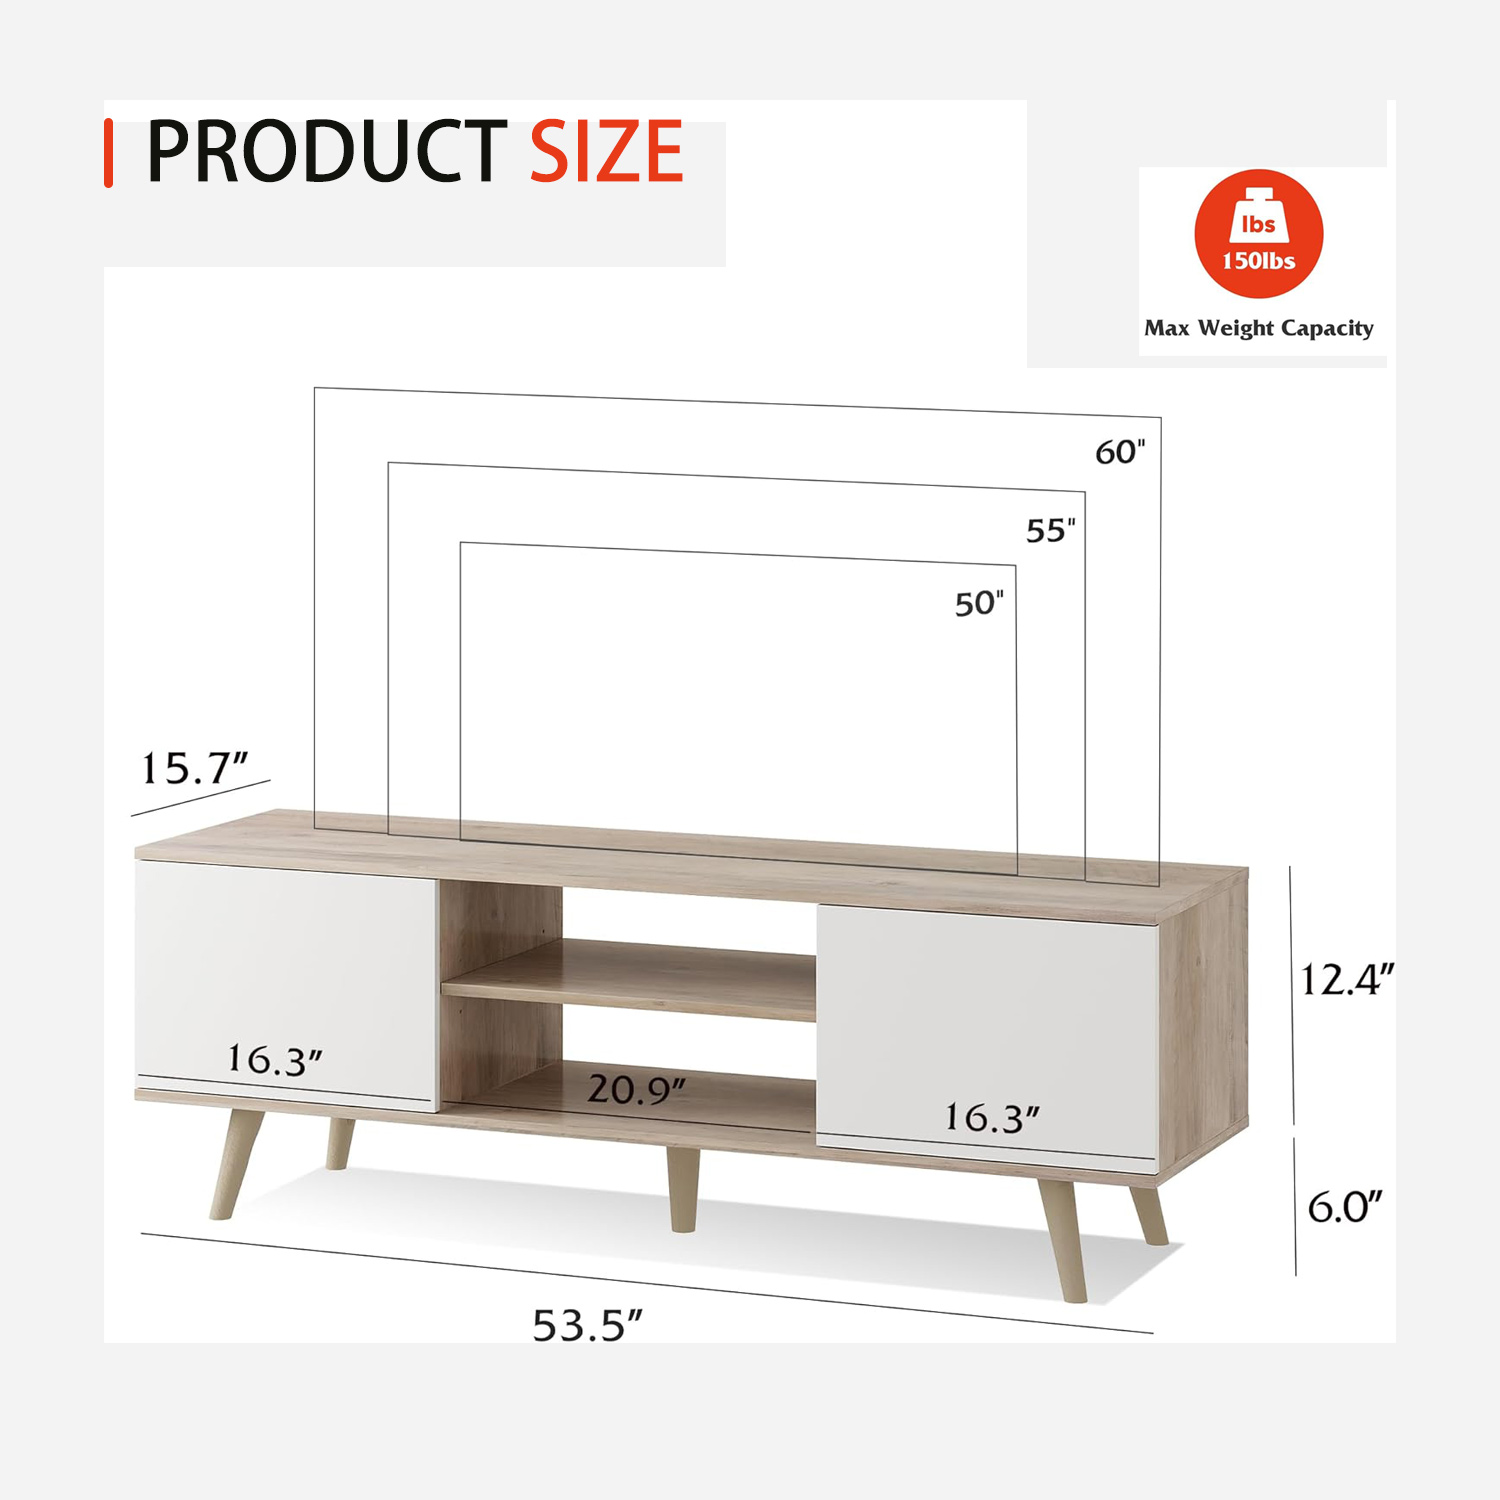 PRODUCT SIZE
lbs
150lbs
Max Weight Capacity
60"
55"
50"
15.7"
12.4"
16.3"
20.9"
16.3"
6.0"
53.5"